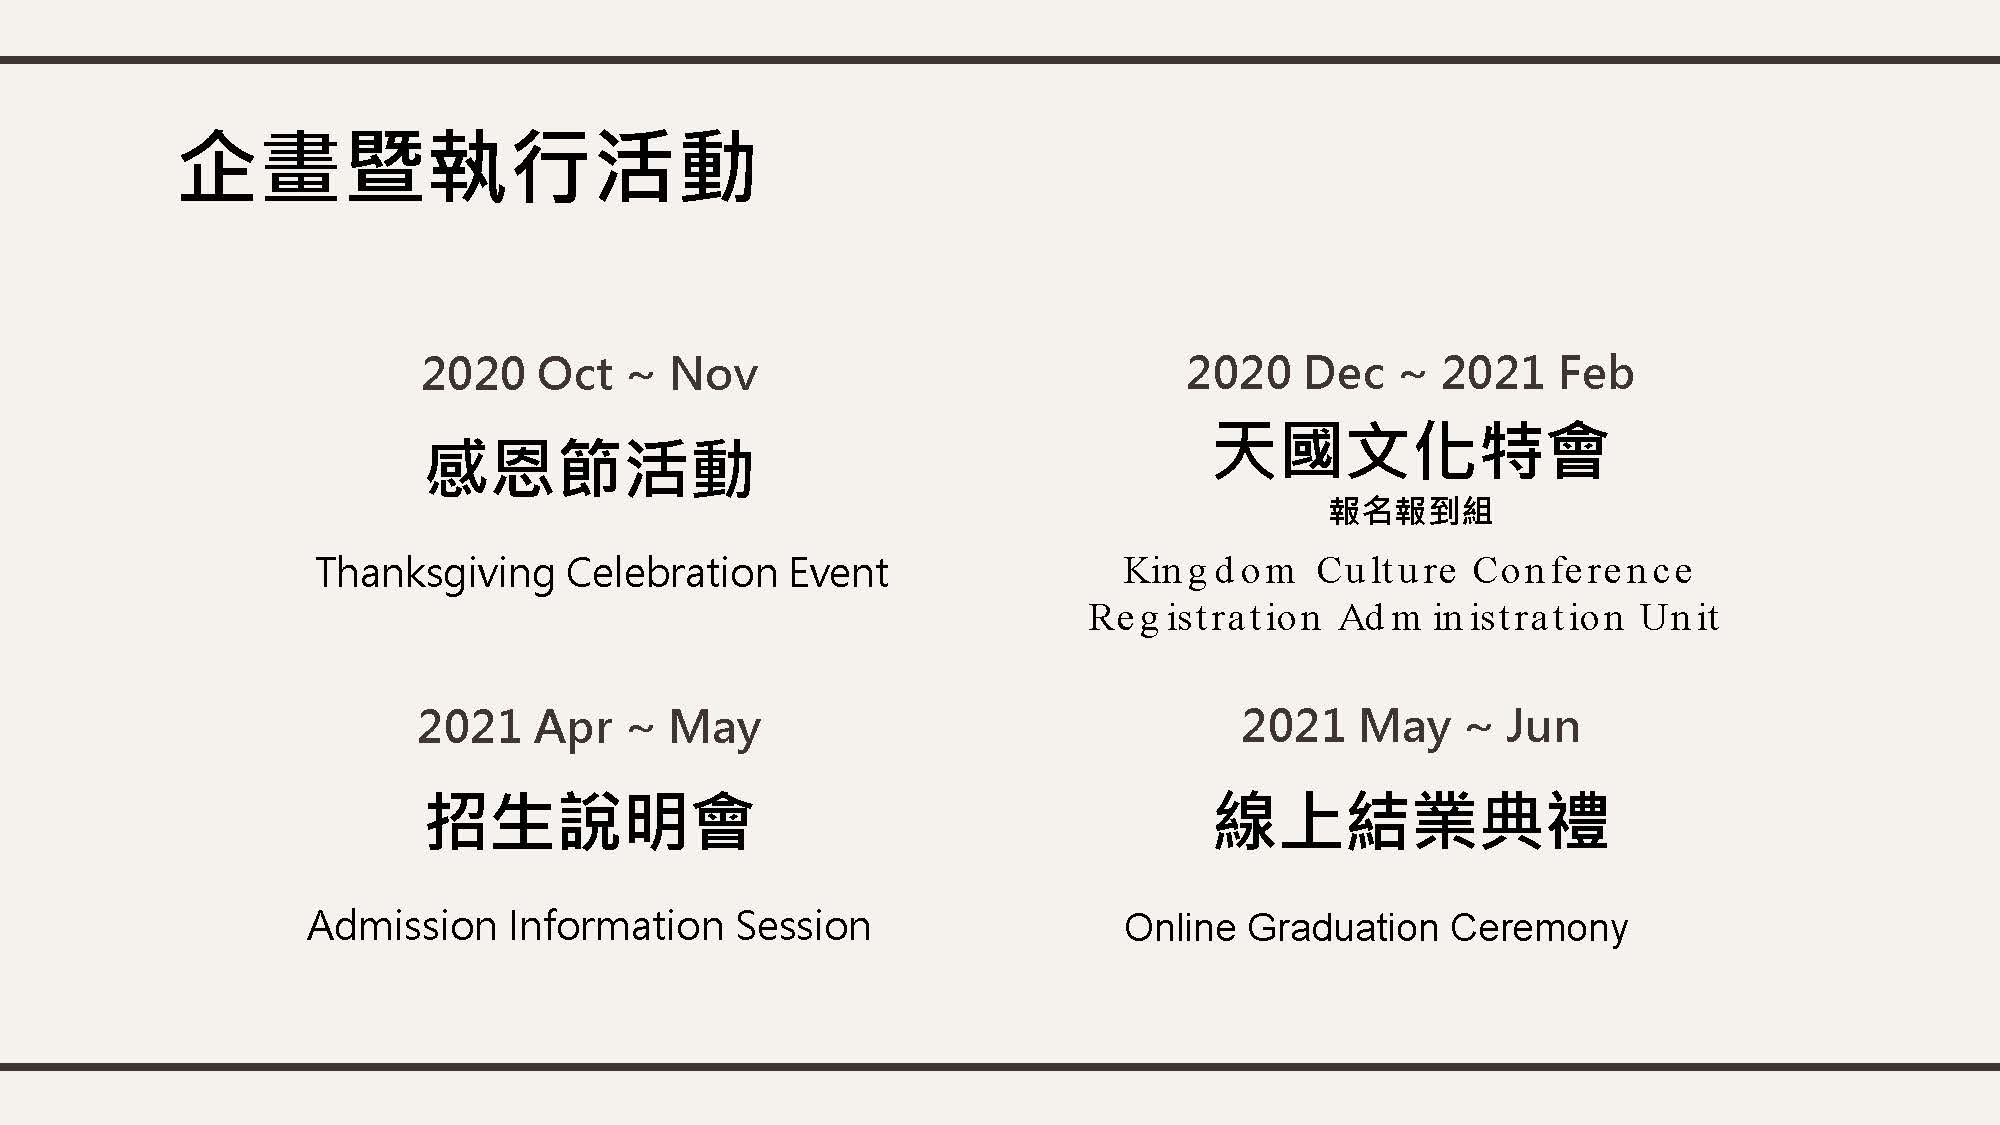 企畫暨執行活動
2020 Oct ~ Nov
感恩節活動
Thanksgiving Celebration Event
2020 Dec ~ 2021 Feb
天國文化特會
報名報到組
Kingdom Culture Conference
Registration Administration Unit
2021 Apr ~ May
招生說明會
Admission Information Session
2021 May ~ Jun
線上結業典禮
Online Graduation Ceremony